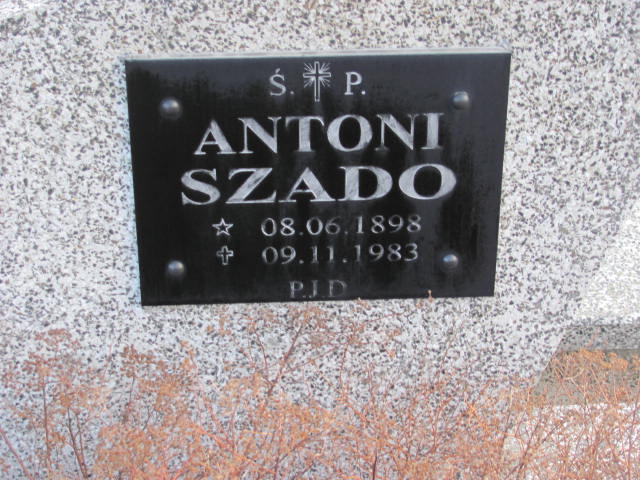 Ś. P.
ANTONI
SZADO
08.06.1898
09.11.1983
P.J D